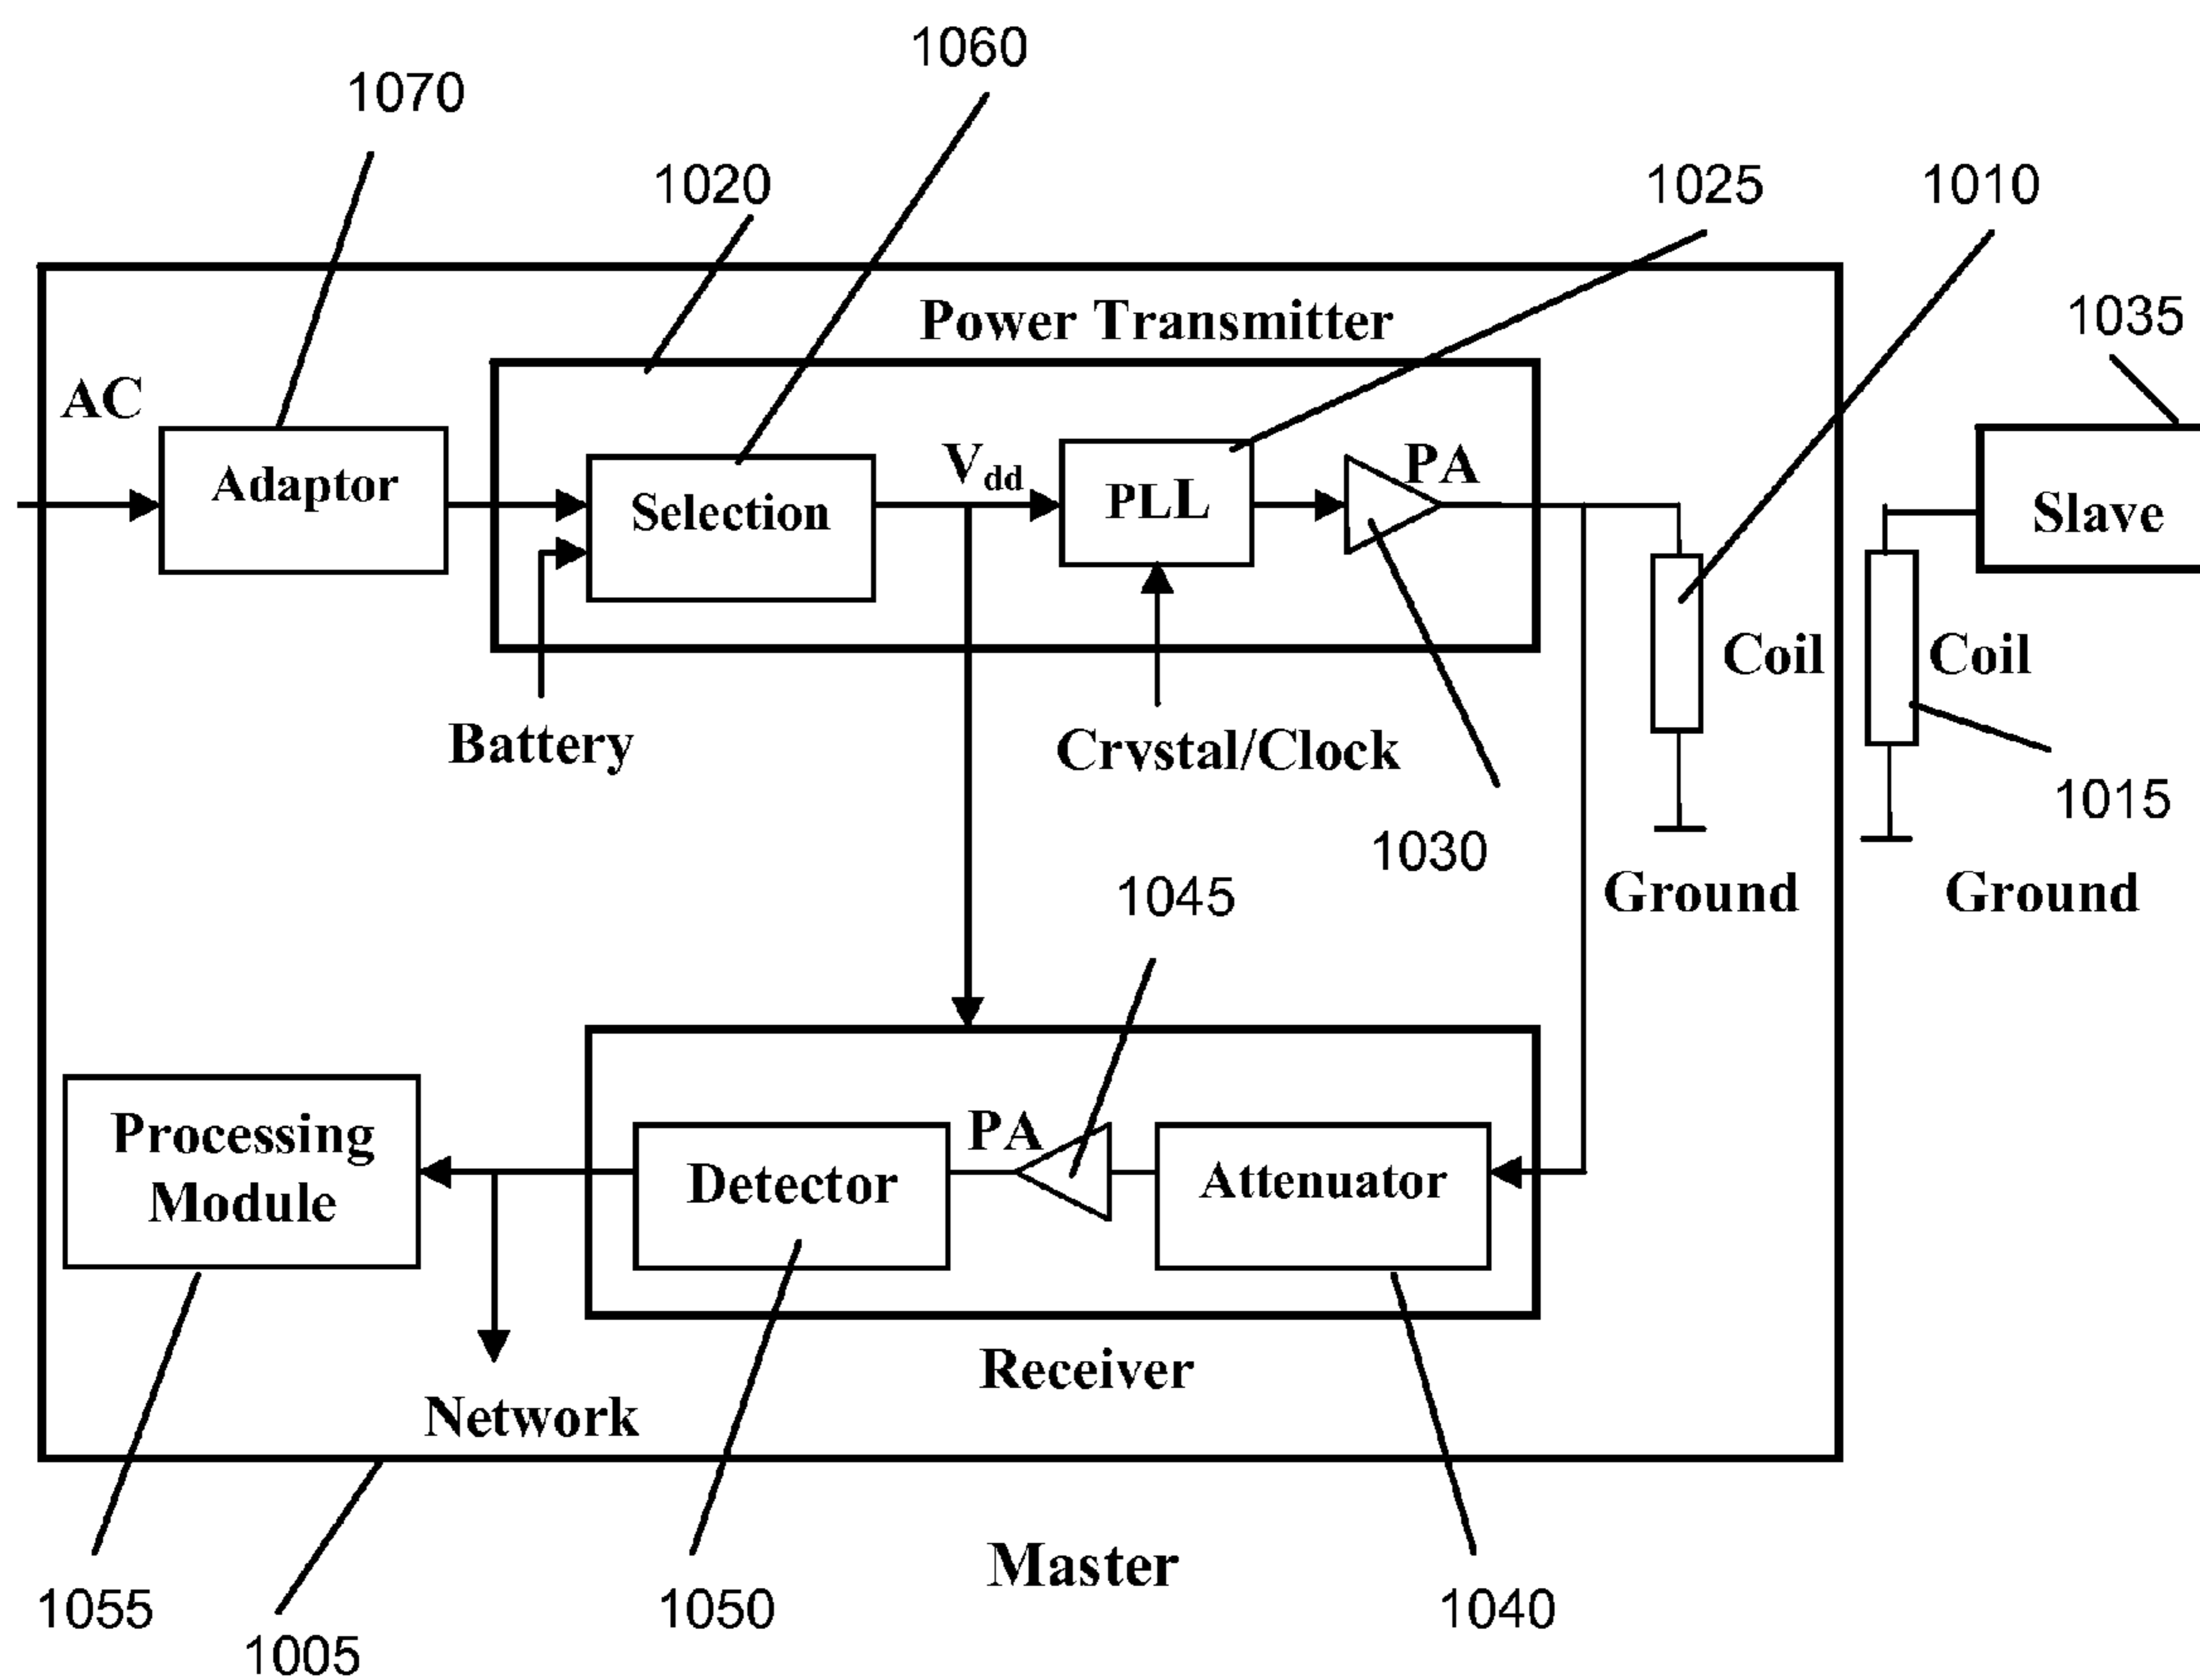 1060
1070
1020
1025
1010
Power Transmitter
1035
AC
Adaptor
Selection
Vdd
PLL
PA
Slave
Coil
Coil
Battery
Crvstal/Clock
1015
1030
1045
Ground
Ground
Processing
Module
PA
Detector
Attenuator
Receiver
Network
Master
1055
1050
1040
1005